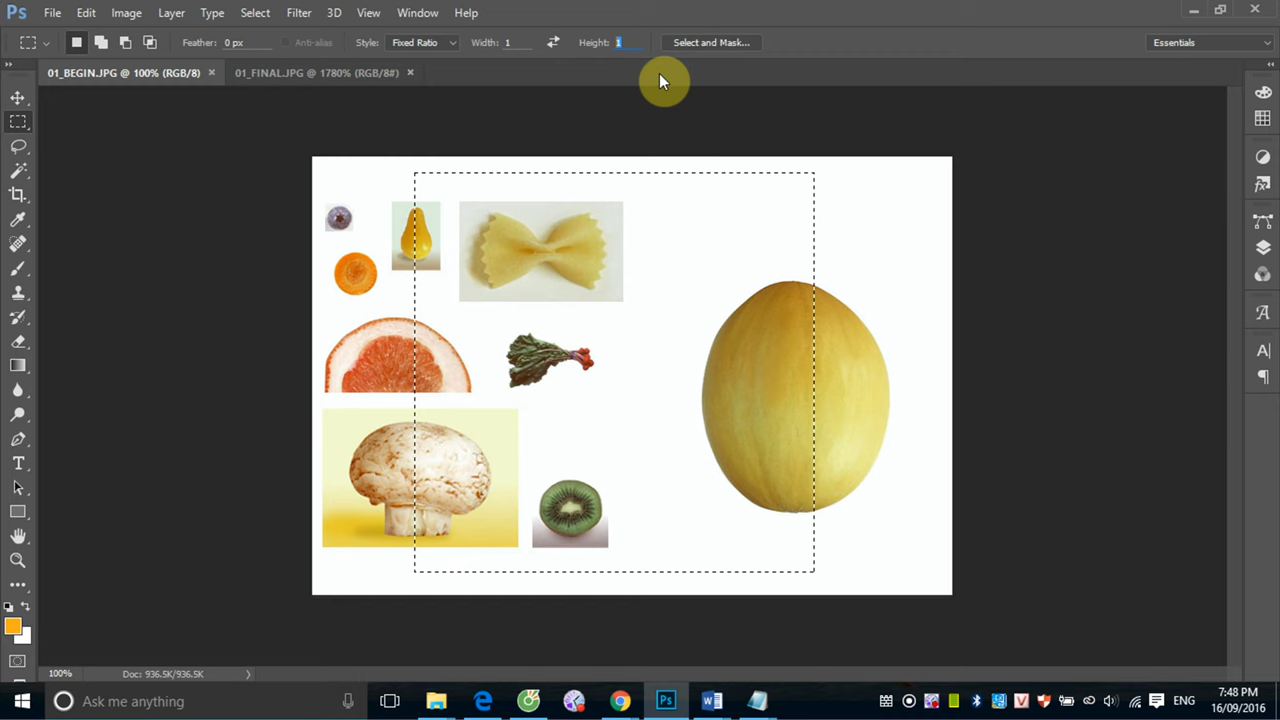 Ps File Edit Image Layer Type Select Filter 3D View Window Help
Feather: 0 px Anti-alias Style: Fixed Ratio Width: 1 Height: 1 Select and Mask... Essentials
01_BEGIN.JPG @ 100% (RGB/8) × 01_FINAL.JPG @ 1780% (RGB/8#) ×
100% Doc: 936.5K/936.5K
Ask me anything
ENG
7:48 PM
16/09/2016